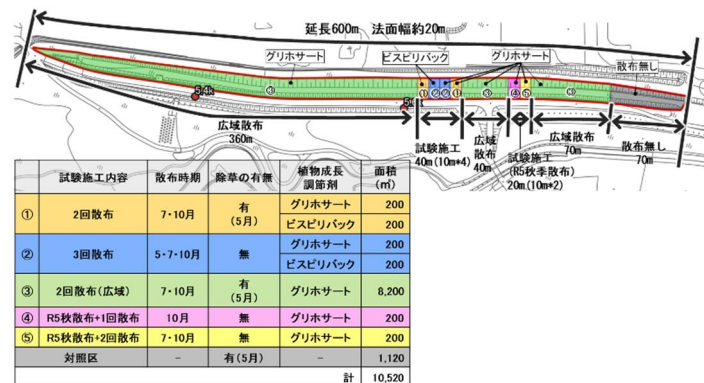 延長600m 法面幅約20m
グリホサート
ビスピリバック
グリホサート
散布無し
③
①②②①
③
④⑤
③
5.4k
広域散布
360m
試験施工
40m(10m*4)
広域
散布
40m
試験施工
(R5秋季散布)
20m(10m*2)
広域散布
70m
散布無し
70m
試験施工内容 散布時期 除草の有無 植物成長調節剤 面積(㎡)
① 2回散布 7・10月 有(5月) グリホサート 200
ビスピリバック 200
② 3回散布 5・7・10月 無 グリホサート 200
ビスピリバック 200
③ 2回散布(広域) 7・10月 有(5月) グリホサート 8,200
④ R5秋散布+1回散布 10月 無 グリホサート 200
⑤ R5秋散布+2回散布 7・10月 無 グリホサート 200
対照区 - 有(5月) - 1,120
計 10,520